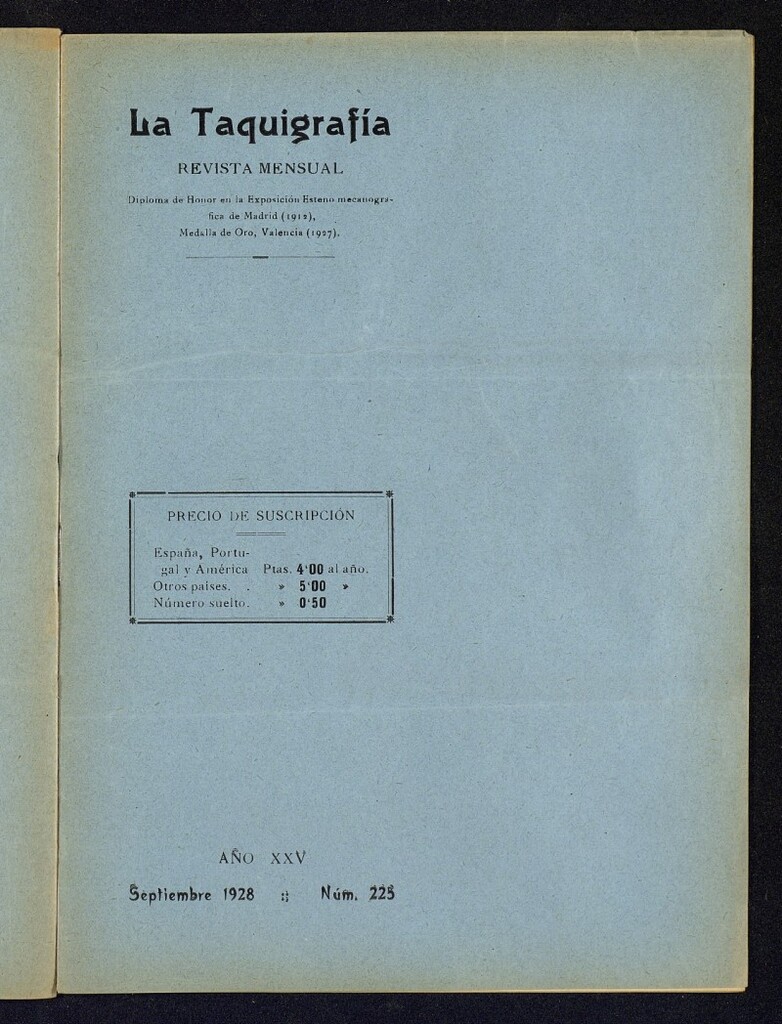 La Taquigrafía
REVISTA MENSUAL
Diploma de Honor en la Exposición Esteno mecanogra-
fica de Madrid (1912),
Medalla de Oro, Valencia (1927).
PRECIO DE SUSCRIPCIÓN
España, Portu-
gal y América Ptas. 4'00 al año.
Otros países. . » 5'00 »
Número suelto. » 0'50
AÑO XXV
Septiembre 1928 :: Núm. 225